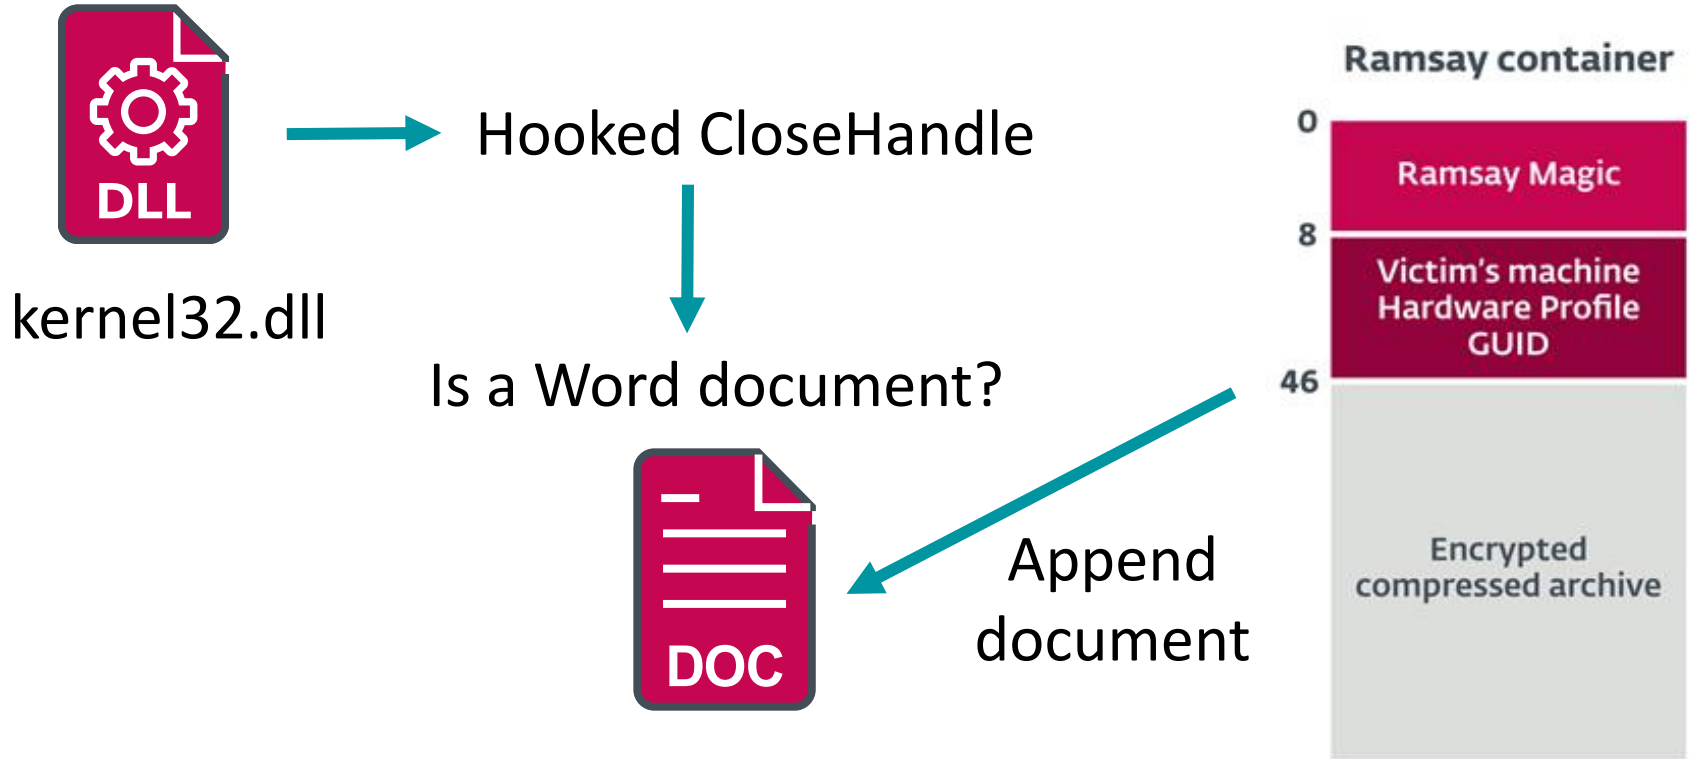 DLL
kernel32.dll
Hooked CloseHandle
Is a Word document?
DOC
Append
document
Ramsay container
0
Ramsay Magic
8
Victim's machine
Hardware Profile
GUID
46
Encrypted
compressed archive